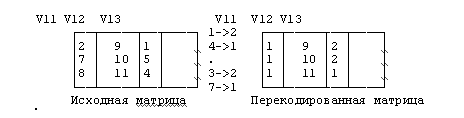 V11 V12 V13 V11 V12 V13
1->2
2 9 1 4->1 1 9 2
7 10 5 . 1 10 2
8 11 4 3->2 1 11 1
7->1
Исходная матрица Перекодированная матрица
.